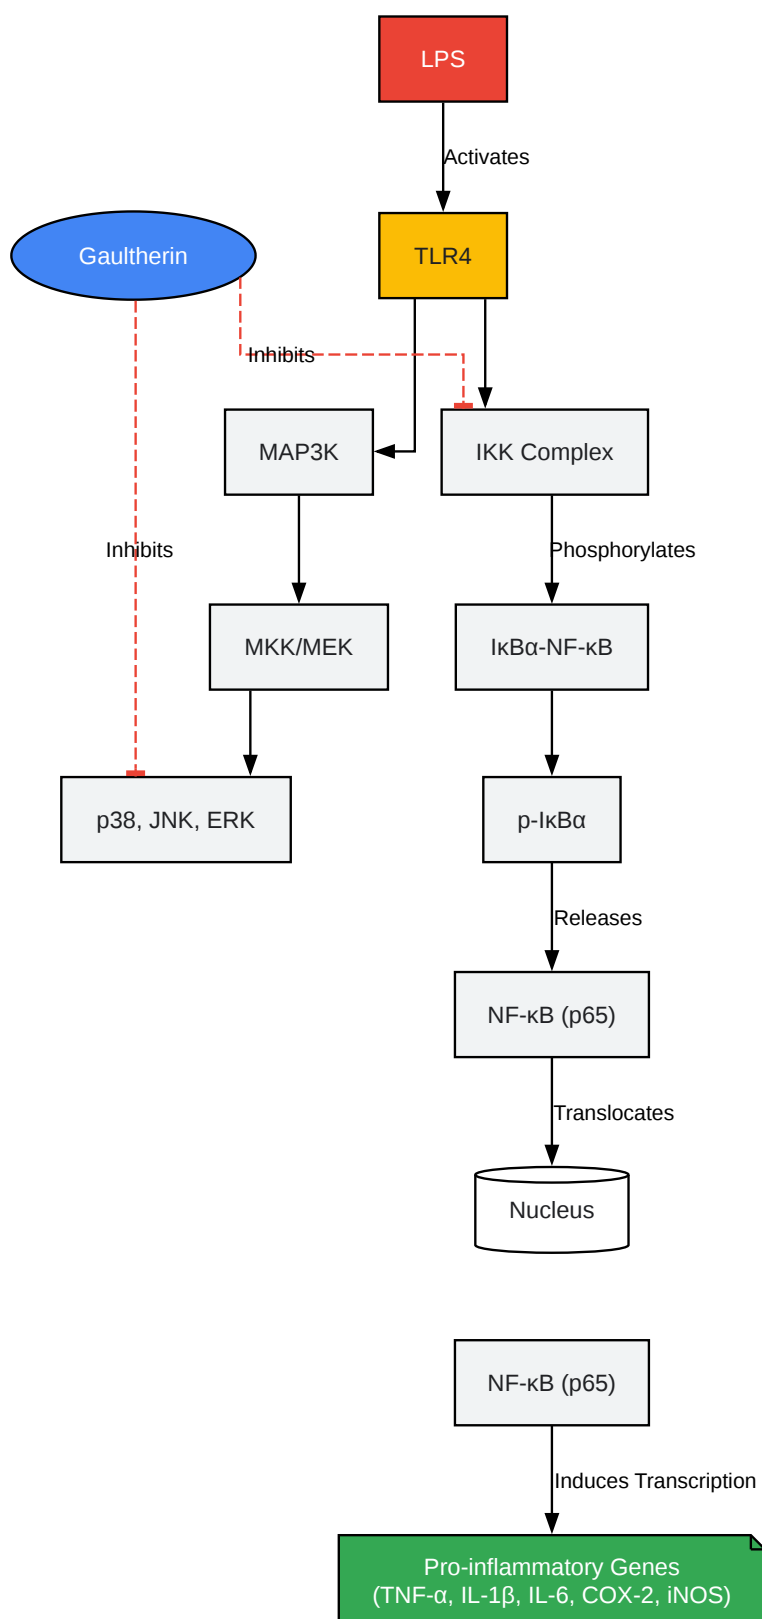 LPS
Activates
Gaultherin
TLR4
Inhibits
MAP3K
IKK Complex
Inhibits
Phosphorylates
MKK/MEK
IκBα-NF-κB
p38, JNK, ERK
p-IκBα
Releases
NF-κB (p65)
Translocates
Nucleus
NF-κB (p65)
Induces Transcription
Pro-inflammatory Genes
(TNF-α, IL-1β, IL-6, COX-2, iNOS)